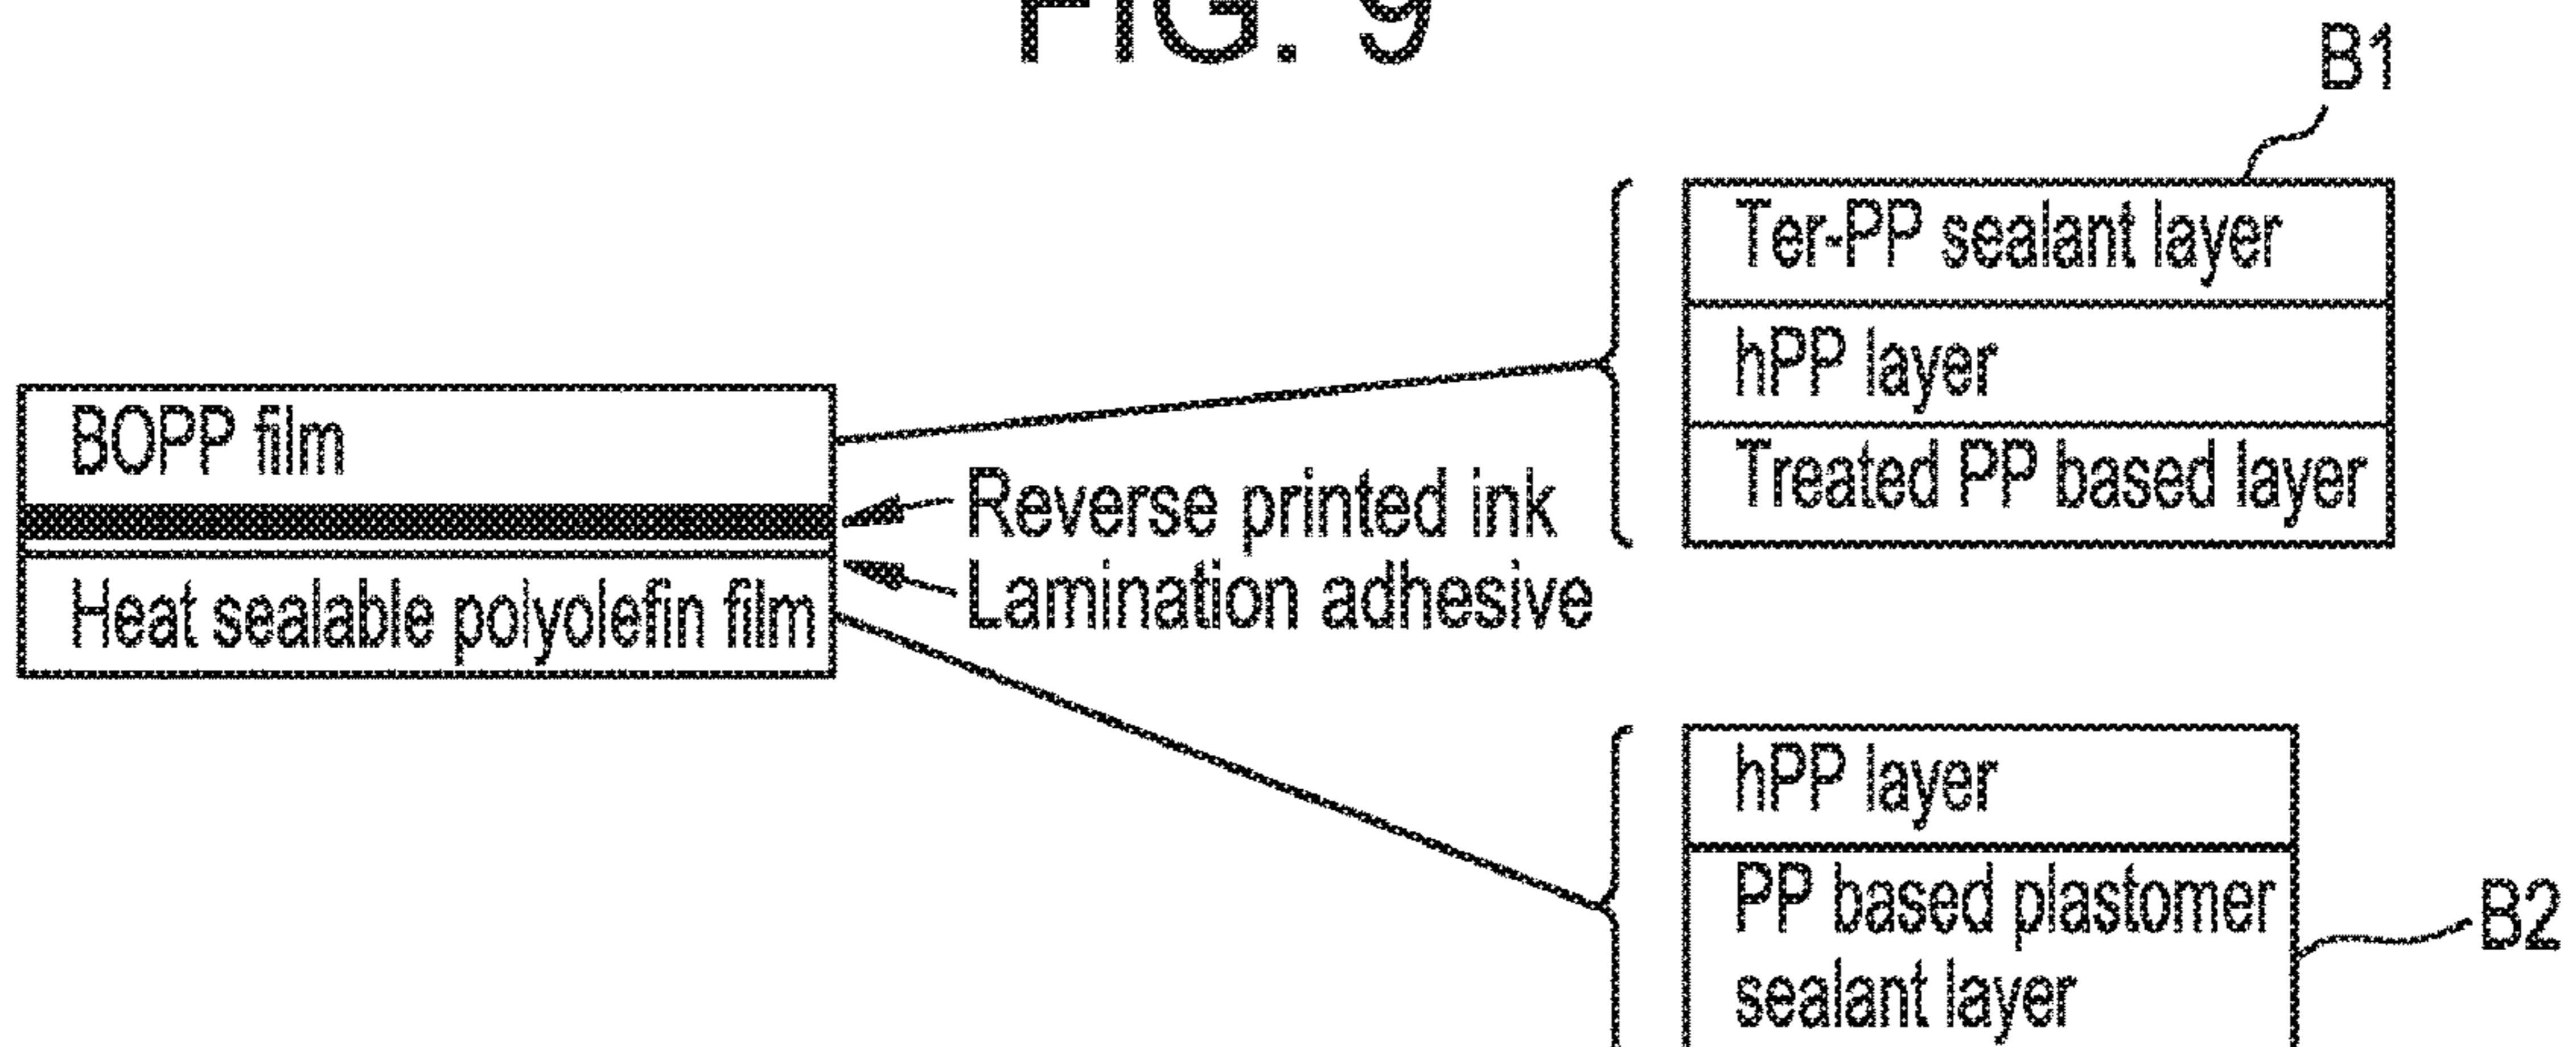 FIG. 9
B1
Ter-PP sealant layer
hPP layer
Treated PP based layer
BOPP film
Reverse printed ink
Lamination adhesive
Heat sealable polyolefin film
hPP layer
PP based plastomer
sealant layer
B2